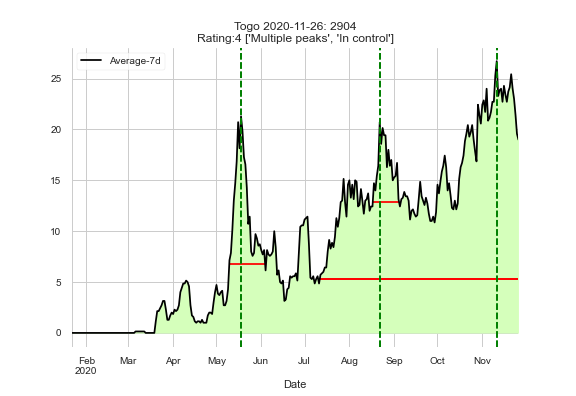 Togo 2020-11-26: 2904
Rating:4 ['Multiple peaks', 'In control']
Average-7d
25
20
15
10
5
0
Feb Mar Apr May Jun Jul Aug Sep Oct Nov
2020
Date